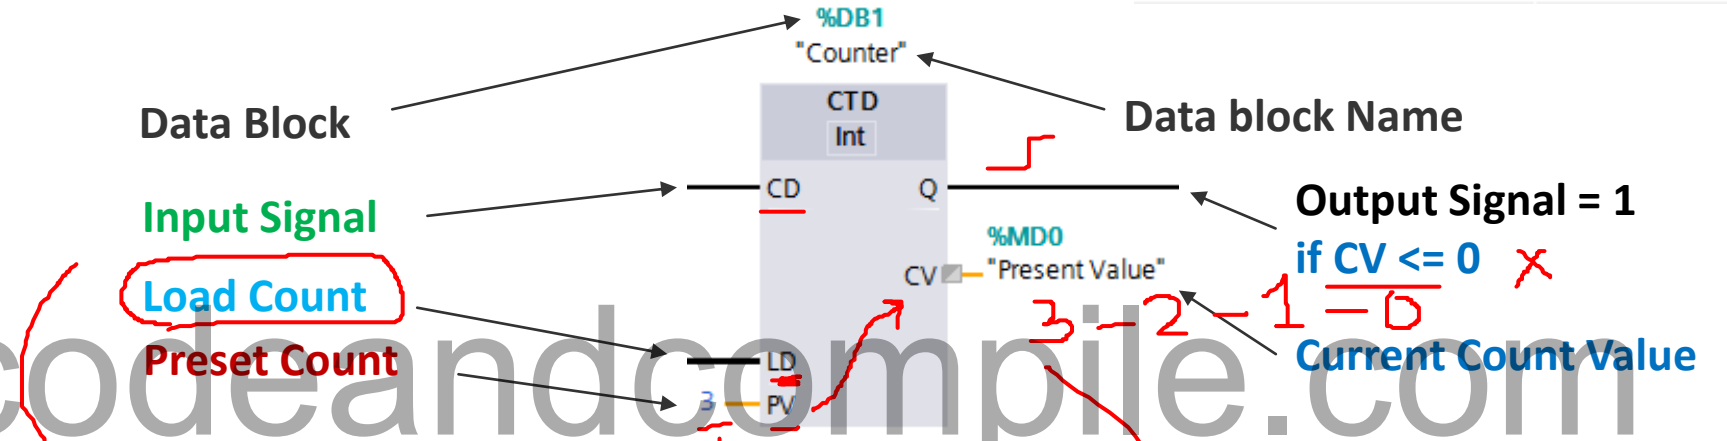 %DB1
"Counter"
Data Block
CTD
Data block Name
Int
CD
Q
Input Signal
Output Signal = 1
%MD0
if CV <= 0 X
CV
"Present Value"
Load Count
3 - 2 - 1 - 0
Preset Count
LD
Current Count Value
3
PV
codeandcompile.com